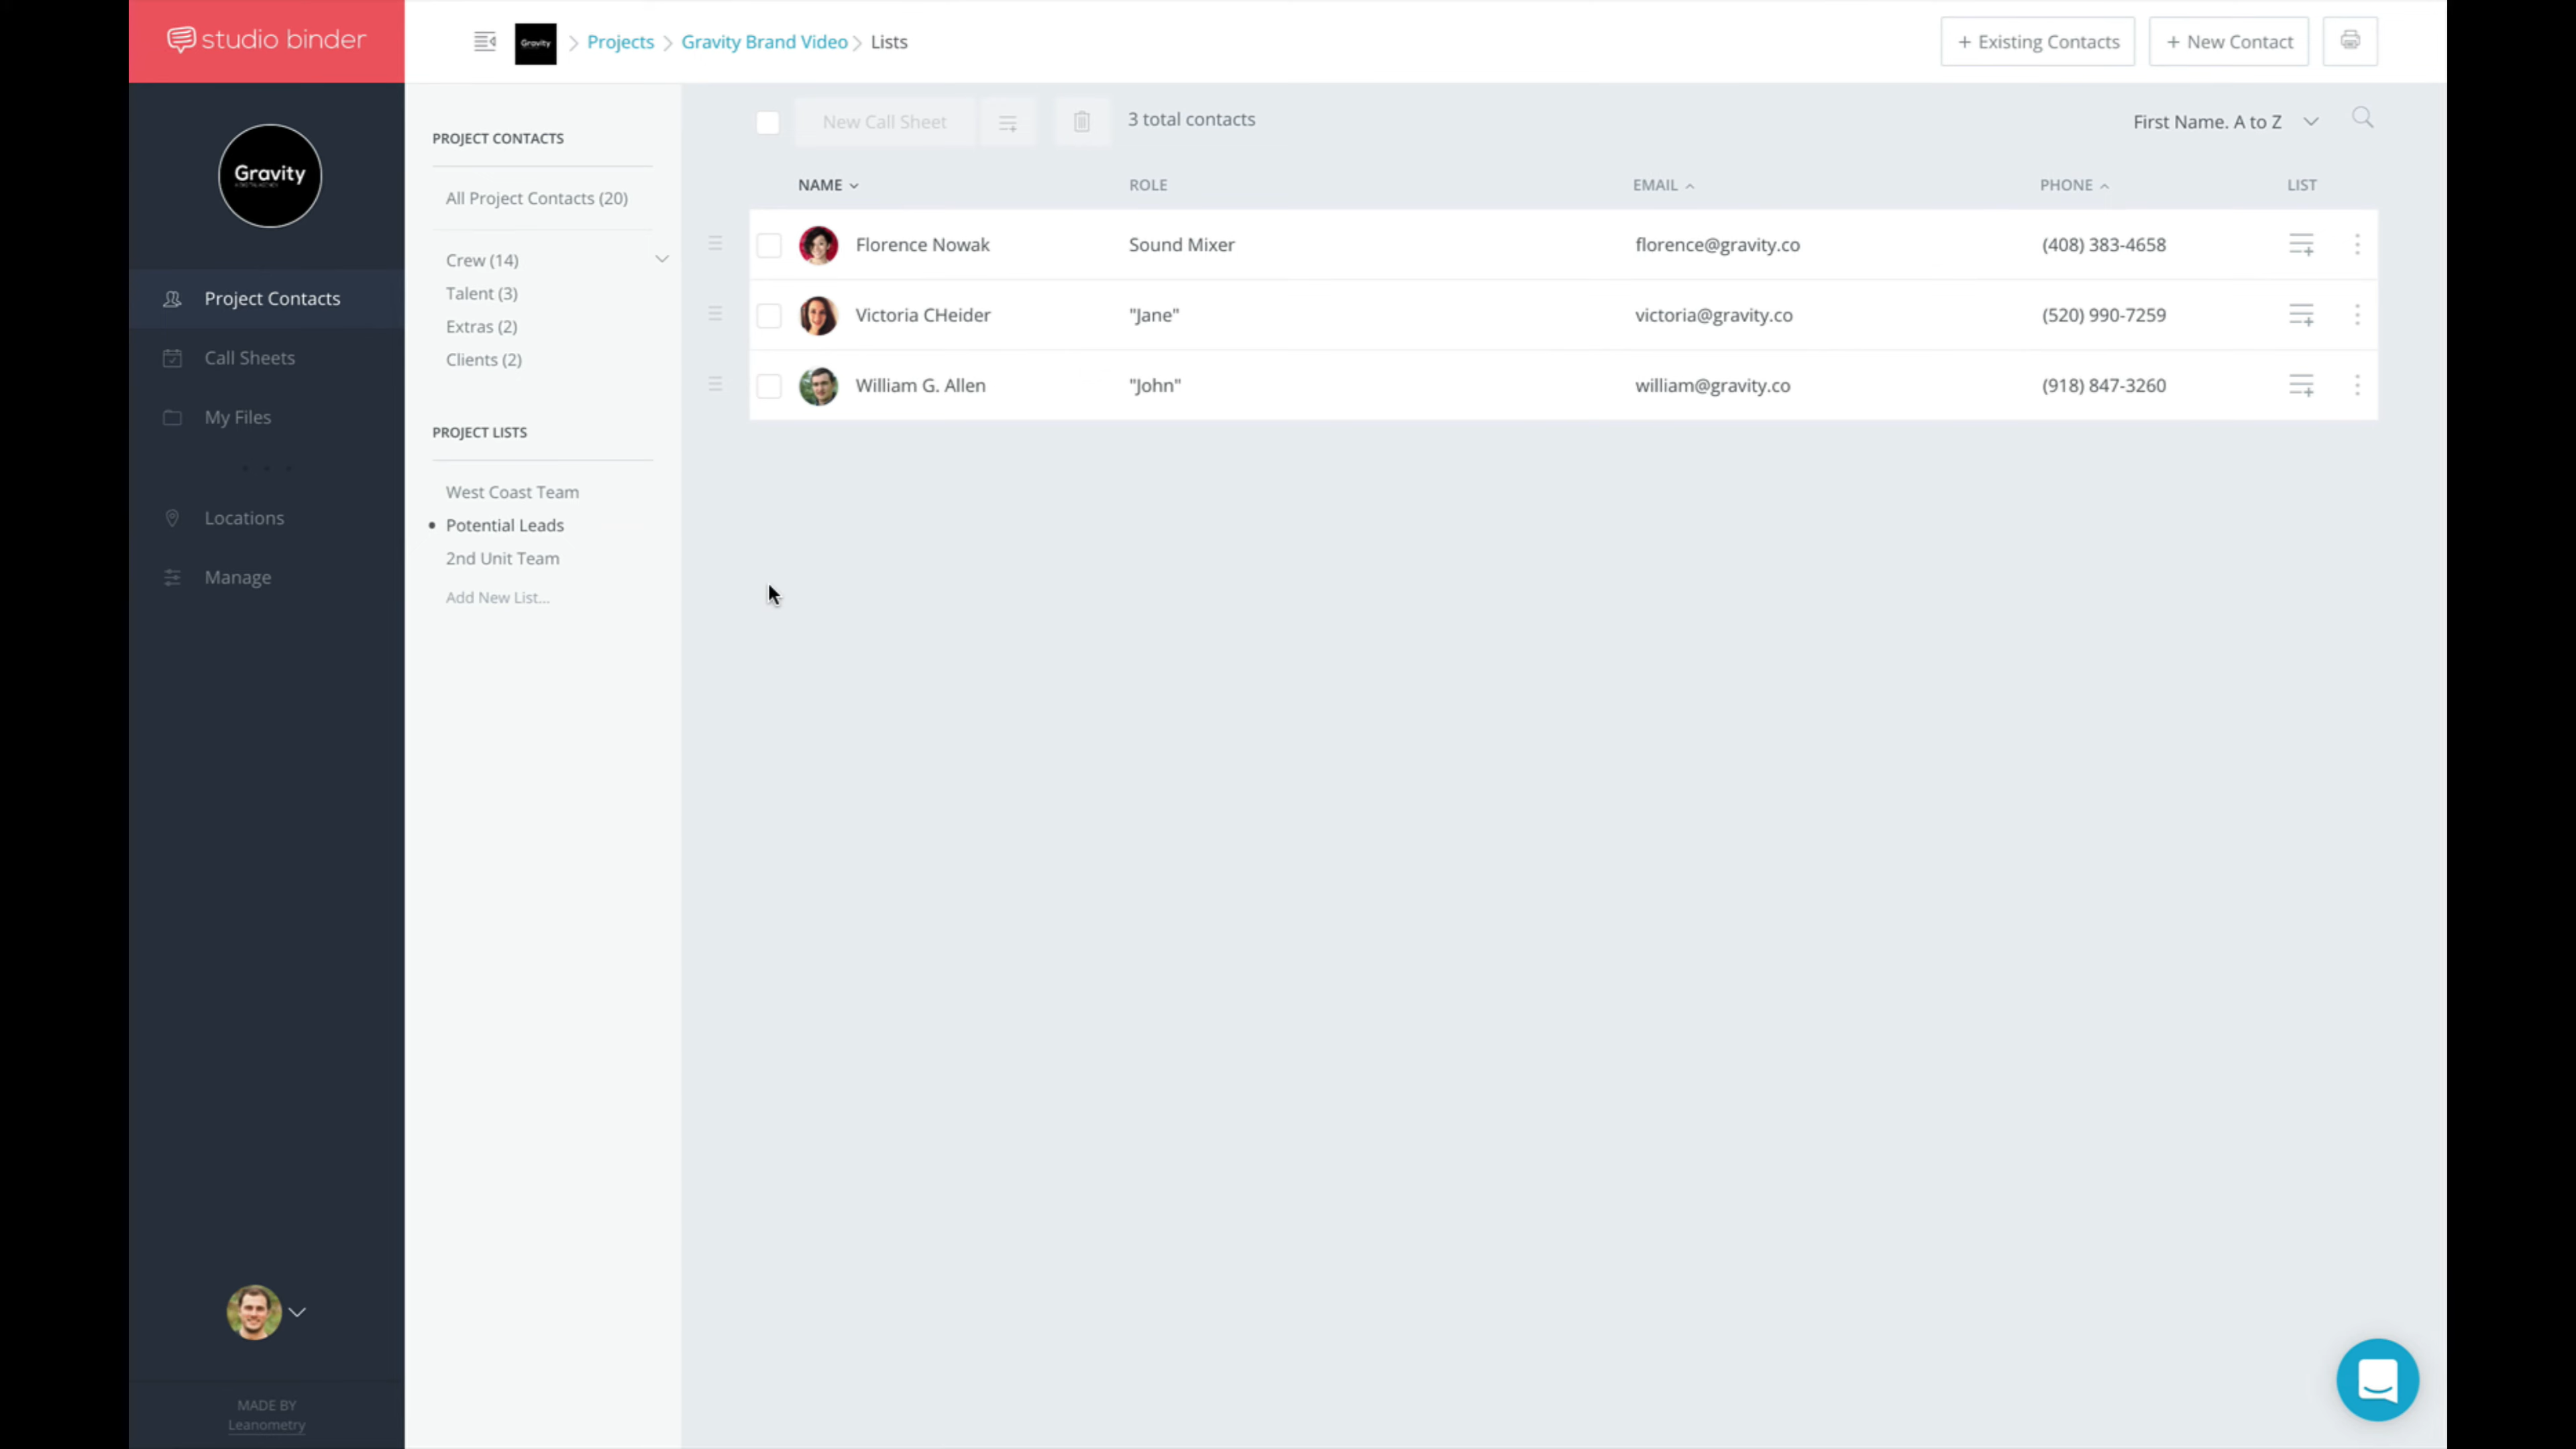 studio binder
Gravity
Projects
Gravity Brand Video
Lists
+ Existing Contacts
+ New Contact
Gravity
Project Contacts
Call Sheets
My Files
Locations
Manage
MADE BY
Leanometry
PROJECT CONTACTS
All Project Contacts (20)
Crew (14)
Talent (3)
Extras (2)
Clients (2)
PROJECT LISTS
West Coast Team
Potential Leads
2nd Unit Team
Add New List...
New Call Sheet
3 total contacts
First Name. A to Z
NAME ROLE EMAIL PHONE LIST
Florence Nowak Sound Mixer florence@gravity.co (408) 383-4658
Victoria CHeider "Jane" victoria@gravity.co (520) 990-7259
William G. Allen "John" william@gravity.co (918) 847-3260